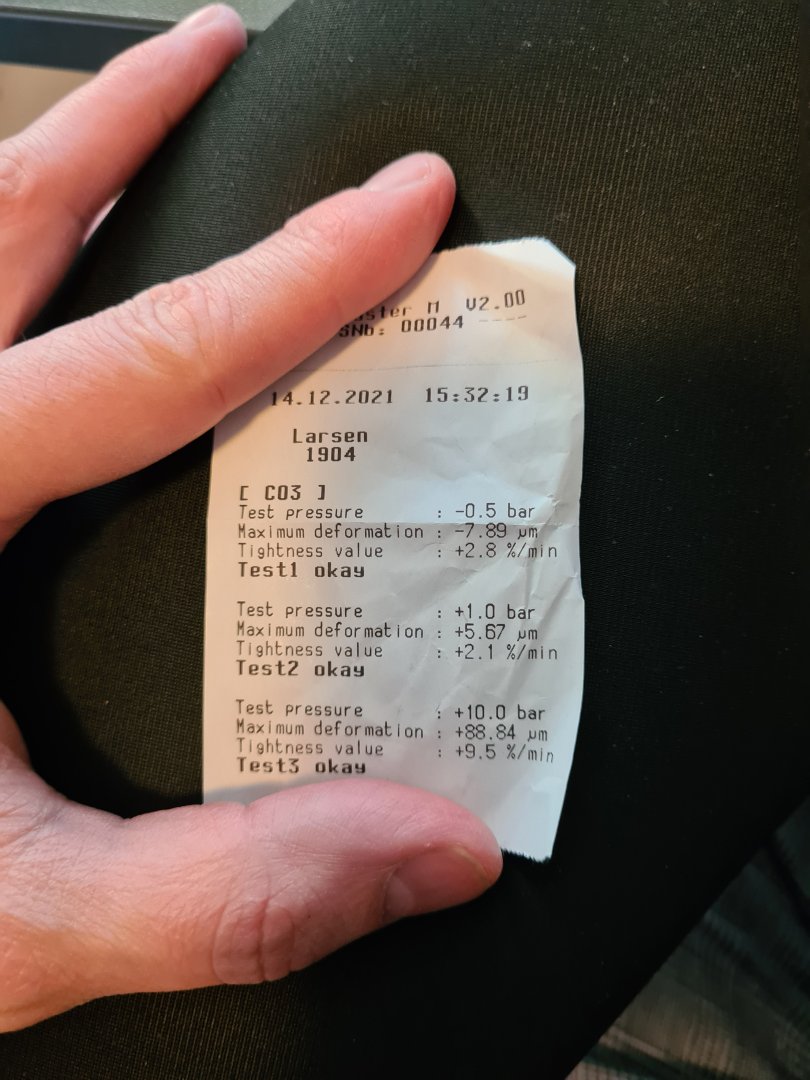 M V2.00
SNb: 00044 ----
14.12.2021 15:32:19
Larsen
1904
[ C03 ]
Test pressure : -0.5 bar
Maximum deformation : -7.89 µm
Tightness value : +2.8 %/min
Test1 okay
Test pressure : +1.0 bar
Maximum deformation : +5.67 µm
Tightness value : +2.1 %/min
Test2 okay
Test pressure : +10.0 bar
Maximum deformation : +88.84 µm
Tightness value : +9.5 %/min
Test3 okay